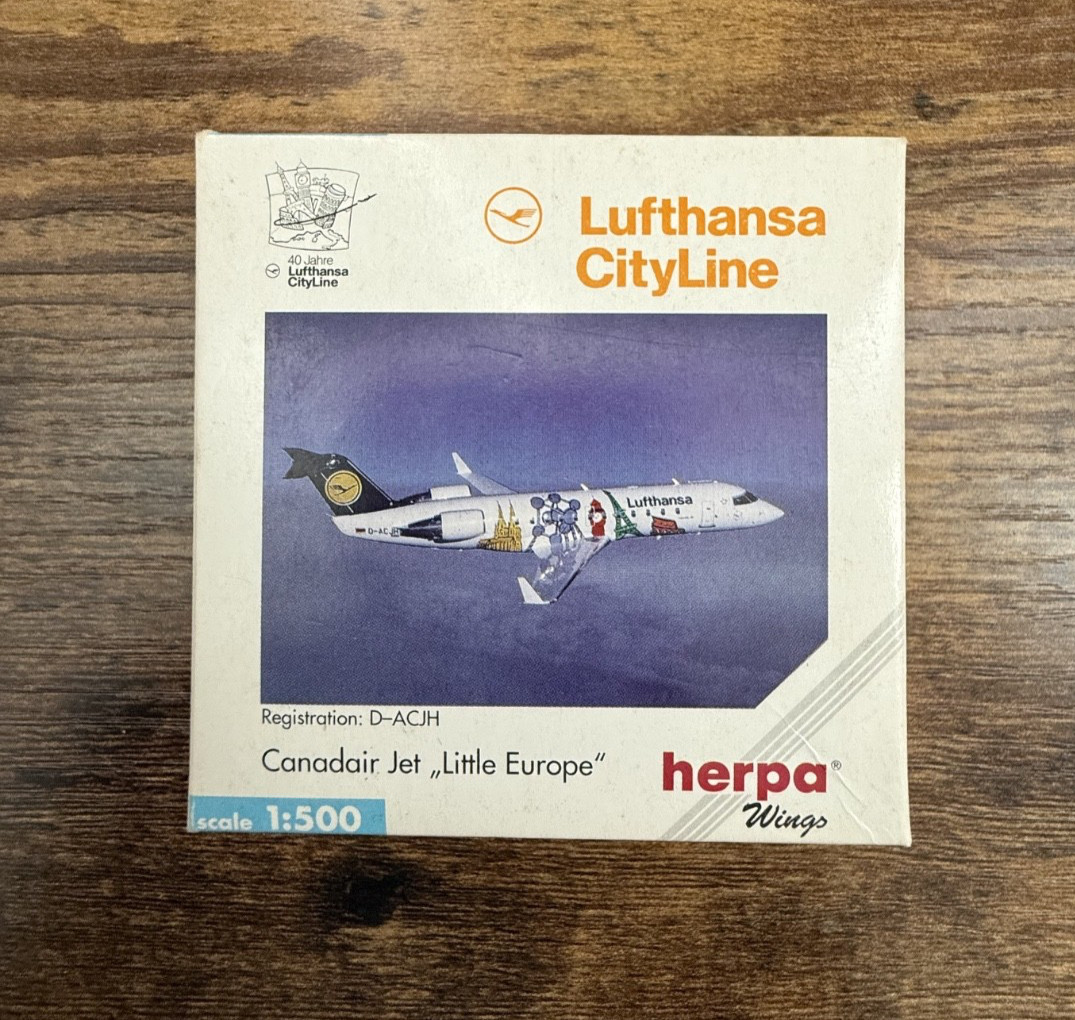 40 Jahre
Lufthansa
CityLine
Lufthansa
CityLine
Lufthansa
D-ACJH
Registration: D–ACJH
Canadair Jet „Little Europe“
herpa®
Wings
scale 1:500